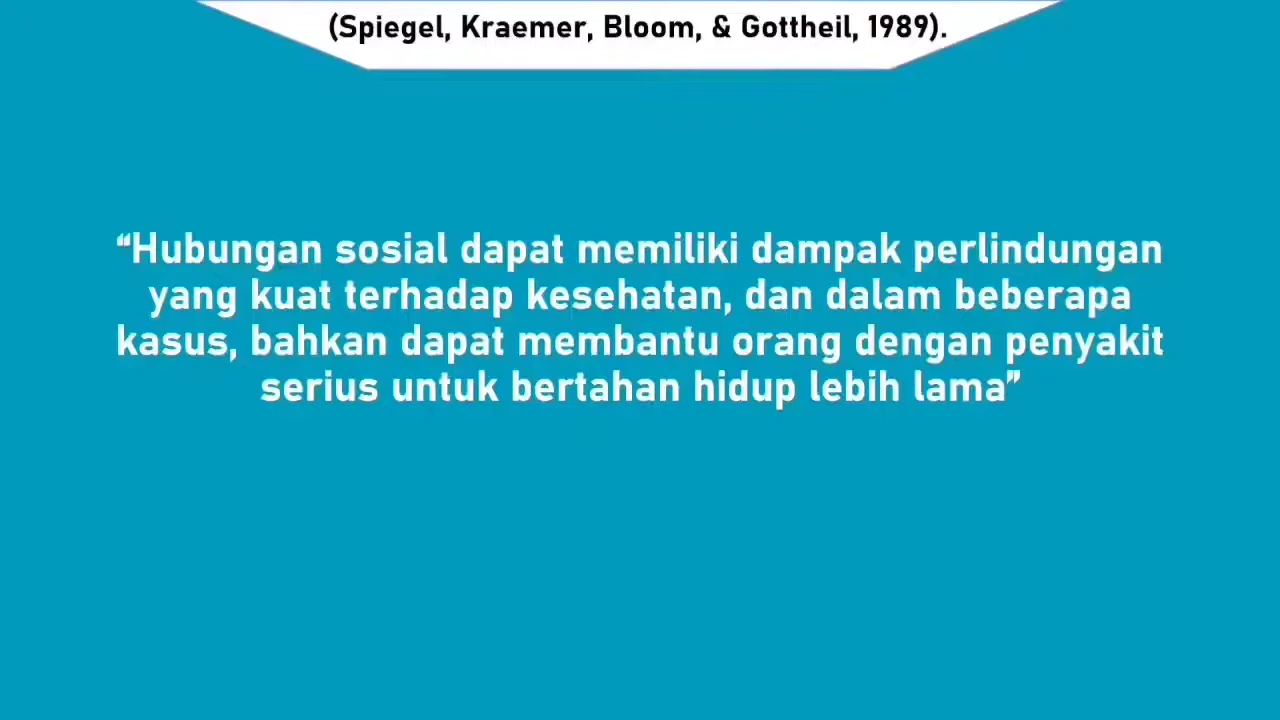 (Spiegel, Kraemer, Bloom, & Gottheil, 1989).
“Hubungan sosial dapat memiliki dampak perlindungan
yang kuat terhadap kesehatan, dan dalam beberapa
kasus, bahkan dapat membantu orang dengan penyakit
serius untuk bertahan hidup lebih lama”